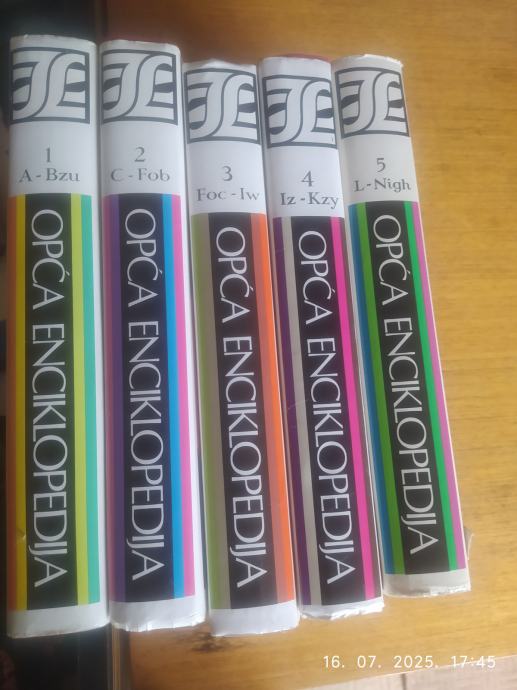 1
A - Bzu
OPĆA ENCIKLOPEDIJA
2
C - Fob
OPĆA ENCIKLOPEDIJA
3
Foc - Iw
OPĆA ENCIKLOPEDIJA
4
Iz - Kzy
OPĆA ENCIKLOPEDIJA
5
L - Nigh
OPĆA ENCIKLOPEDIJA
16. 07. 2025. 17:45